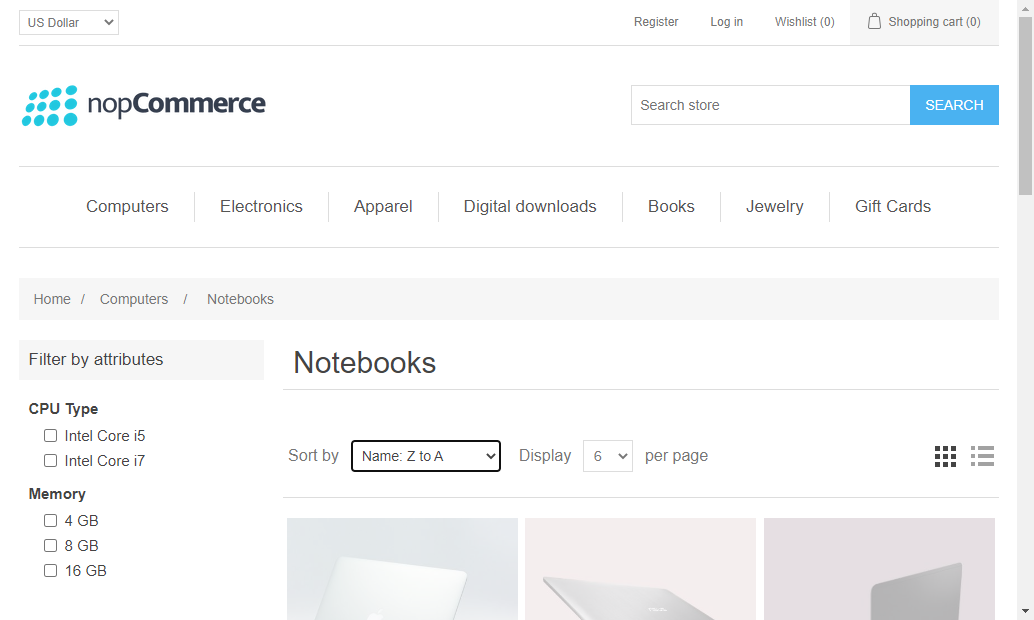 US Dollar Register Log in Wishlist (0) Shopping cart (0)
nopCommerce Search store SEARCH
Computers Electronics Apparel Digital downloads Books Jewelry Gift Cards
Home / Computers / Notebooks
Filter by attributes
CPU Type
Intel Core i5
Intel Core i7
Memory
4 GB
8 GB
16 GB
Notebooks
Sort by Name: Z to A Display 6 per page